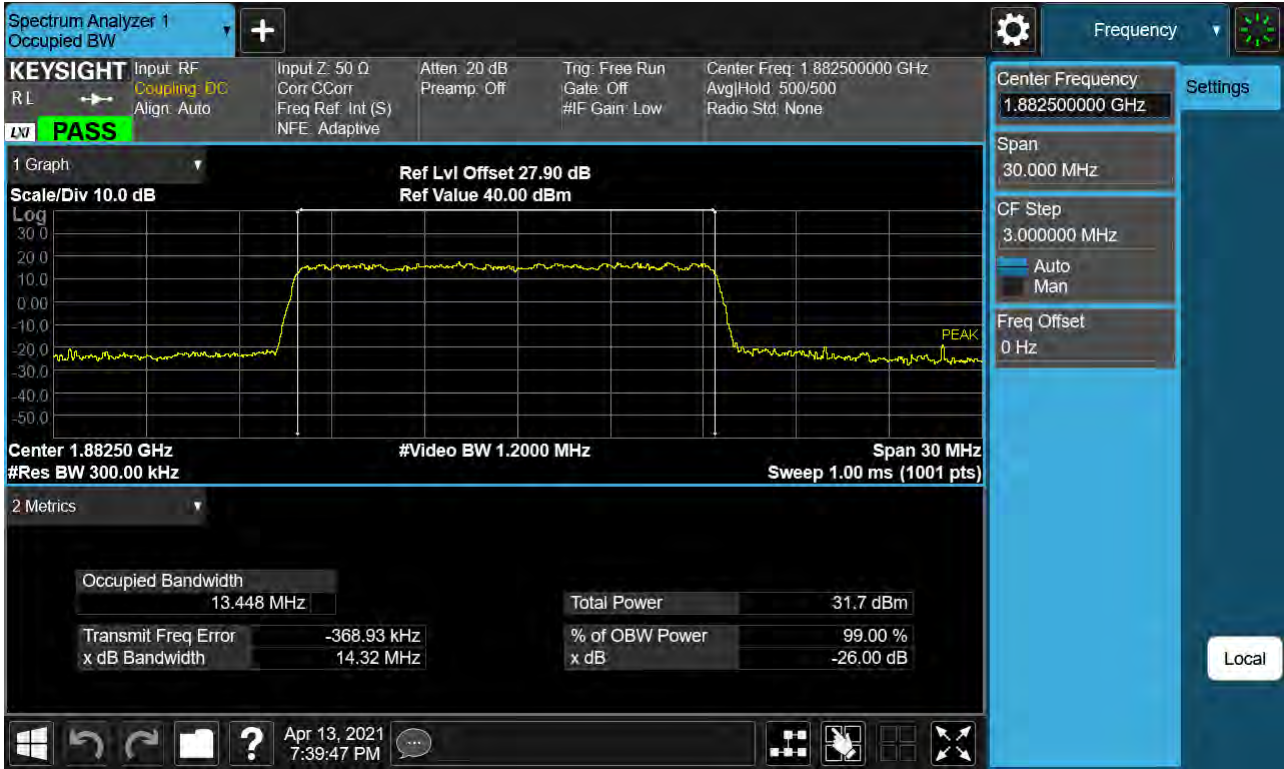 Spectrum Analyzer 1
Occupied BW
Frequency
KEYSIGHT
R L
LXI
PASS
Input: RF
Coupling: DC
Align: Auto
Input Z: 50 Ω
Corr CCorr
Freq Ref: Int (S)
NFE: Adaptive
Atten: 20 dB
Preamp: Off
Trig: Free Run
Gate: Off
#IF Gain: Low
Center Freq: 1.882500000 GHz
Avg|Hold: 500/500
Radio Std: None
1 Graph
Scale/Div 10.0 dB
Ref Lvl Offset 27.90 dB
Ref Value 40.00 dBm
Log
30.0
20.0
10.0
0.00
-10.0
-20.0
-30.0
-40.0
-50.0
PEAK
Center 1.88250 GHz
#Video BW 1.2000 MHz
Span 30 MHz
#Res BW 300.00 kHz
Sweep 1.00 ms (1001 pts)
2 Metrics
Occupied Bandwidth
13.448 MHz
Transmit Freq Error -368.93 kHz
x dB Bandwidth 14.32 MHz
Total Power 31.7 dBm
% of OBW Power 99.00 %
x dB -26.00 dB
Center Frequency
1.882500000 GHz
Span
30.000 MHz
CF Step
3.000000 MHz
Auto
Man
Freq Offset
0 Hz
Settings
Local
?
Apr 13, 2021
7:39:47 PM